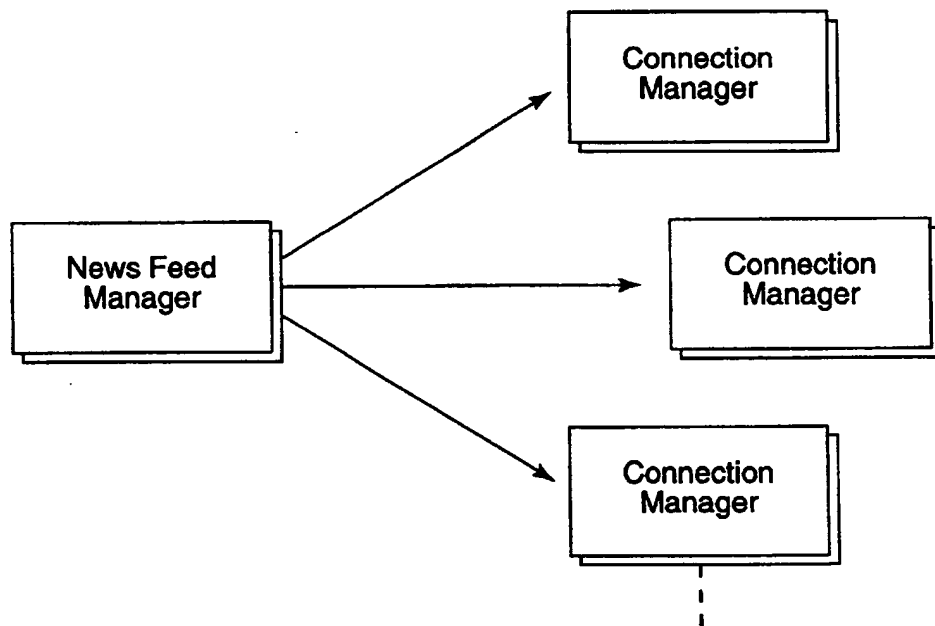 Connection
Manager
News Feed
Manager
Connection
Manager
Connection
Manager